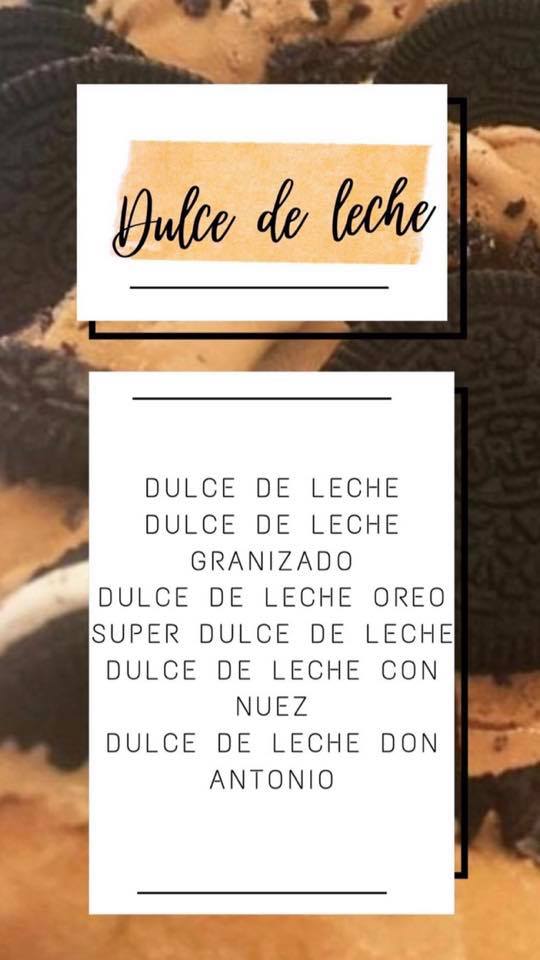 Dulce de leche
DULCE DE LECHE
DULCE DE LECHE
GRANIZADO
DULCE DE LECHE OREO
SUPER DULCE DE LECHE
DULCE DE LECHE CON
NUEZ
DULCE DE LECHE DON
ANTONIO